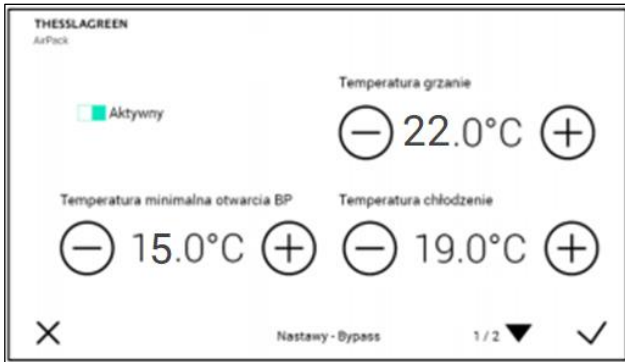 THESSLAGREEN
AirPack
Aktywny
Temperatura grzanie
22.0°C
Temperatura minimalna otwarcia BP
15.0°C
Temperatura chłodzenie
19.0°C
Nastawy - Bypass
1 / 2